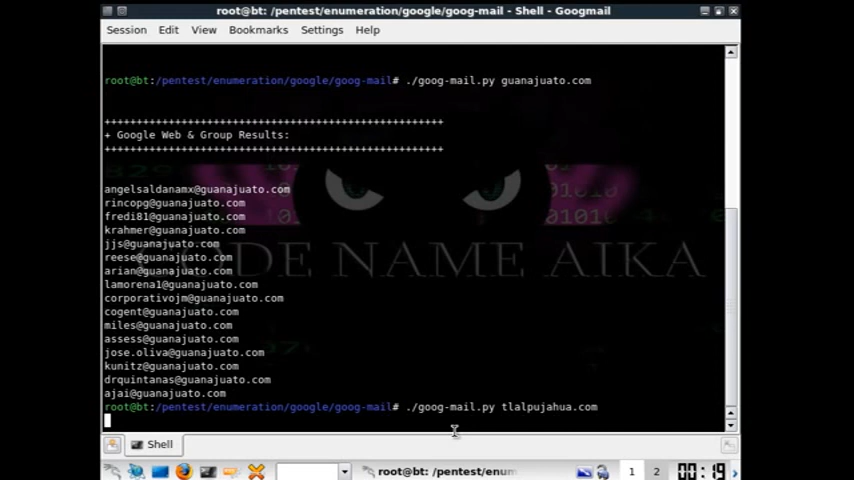 root@bt: /pentest/enumeration/google/goog-mail - Shell - Googmail
Session Edit View Bookmarks Settings Help
root@bt:/pentest/enumeration/google/goog-mail# ./goog-mail.py guanajuato.com
+++++++++++++++++++++++++++++++++++++++++++++++++++++
+ Google Web & Group Results:
+++++++++++++++++++++++++++++++++++++++++++++++++++++
angelsaldanamx@guanajuato.com
rincopg@guanajuato.com
fredi81@guanajuato.com
krahmer@guanajuato.com
jjs@guanajuato.com
reese@guanajuato.com
arian@guanajuato.com
lamorena1@guanajuato.com
corporativojm@guanajuato.com
cogent@guanajuato.com
miles@guanajuato.com
assess@guanajuato.com
jose.oliva@guanajuato.com
kunitz@guanajuato.com
drquintanas@guanajuato.com
ajai@guanajuato.com
root@bt:/pentest/enumeration/google/goog-mail# ./goog-mail.py tlalpujahua.com
CODE NAME AIKA
Shell
root@bt: /pentest/enum
1 2 00:19